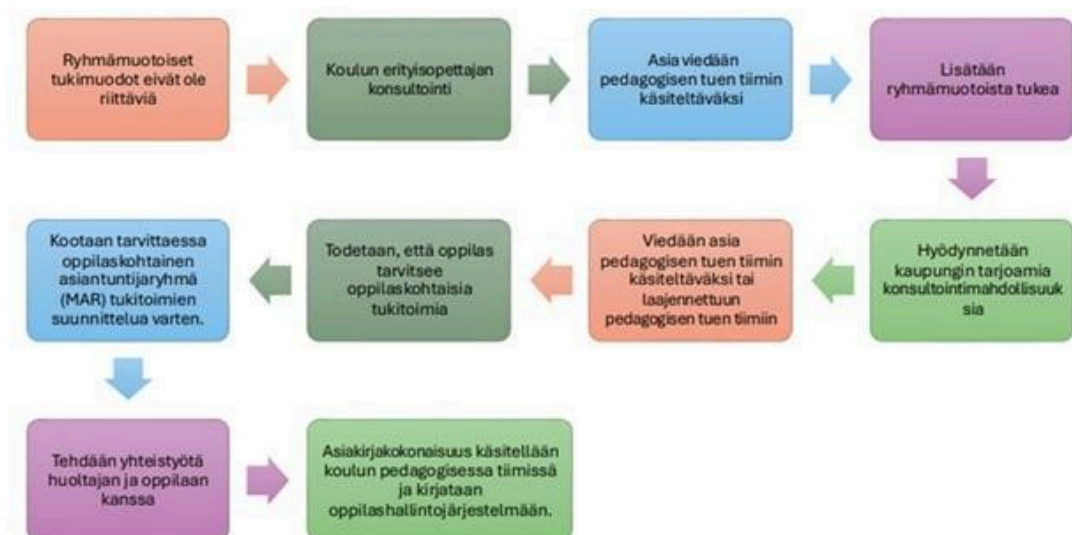 Ryhmämuotoiset
tukimuodot eivät ole
riittäviä
Koulun erityisopettajan
konsultointi
Asia viedään
pedagogisen tuen tiimin
käsiteltäväksi
Lisätään
ryhmämuotoista tukea
Hyödynnetään
kaupungin tarjoamia
konsultointimahdollisuuk
sia
Viedään asia
pedagogisen tuen tiimin
käsiteltäväksi tai
laajennettuun
pedagogisen tuen tiimiin
Todetaan, että oppilas
tarvitsee
oppilaskohtaisia
tukitoimia
Kootaan tarvittaessa
oppilaskohtainen
asiantuntijaryhmä
(MAR) tukitoimien
suunnittelua varten.
Tehdään yhteistyötä
huoltajan ja oppilaan
kanssa
Asiakirjakokonaisuus käsitellään
koulun pedagogisessa tiimissä
ja kirjataan
oppilashallintojärjestelmään.